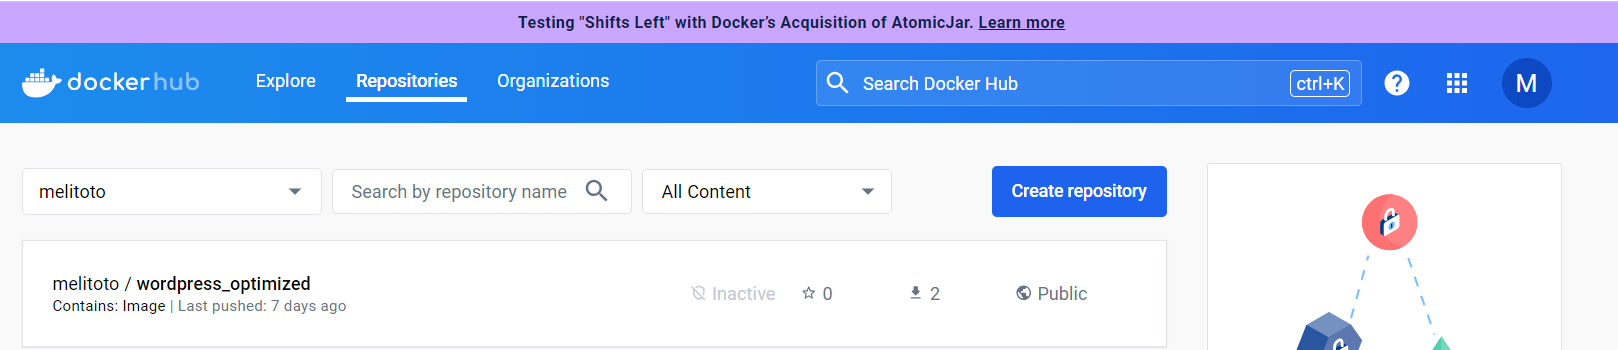 Testing "Shifts Left" with Docker’s Acquisition of AtomicJar. Learn more
docker hub Explore Repositories Organizations Search Docker Hub ctrl+K ? M
melitoto Search by repository name All Content Create repository
melitoto / wordpress_optimized Inactive 0 2 Public
Contains: Image | Last pushed: 7 days ago